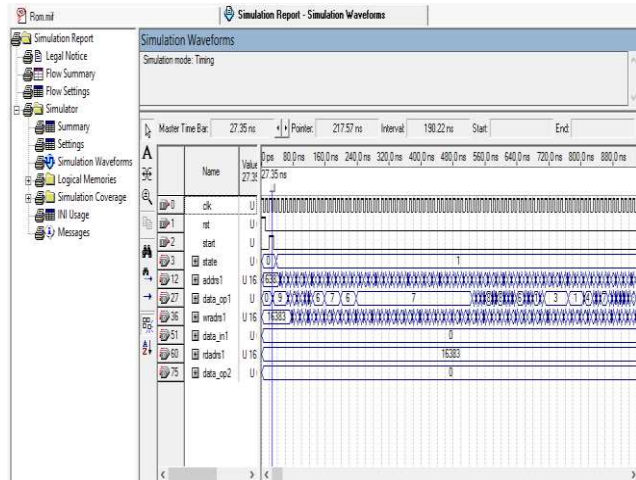 Rom.mif
Simulation Report - Simulation Waveforms
Simulation Report
Legal Notice
Flow Summary
Flow Settings
Simulator
Summary
Settings
Simulation Waveforms
Logical Memories
Simulation Coverage
INI Usage
Messages
Simulation Waveforms
Simulation mode: Timing
Master Time Bar: 27.35 ns Pointer: 217.57 ns Interval: 190.22 ns Start: End:
Name
Value
27.35
0 ps 80.0 ns 160.0 ns 240.0 ns 320.0 ns 400.0 ns 480.0 ns 560.0 ns 640.0 ns 720.0 ns 800.0 ns 880.0 ns
27.35 ns
0 clk U
1 rst U
2 start U
3 state U 0 1
12 addrs1 U 16
27 data_op1 U 0 9 6 7 6 7 3 1 4
36 wradrs1 U 16 16383
51 data_in1 U 0
60 rdadrs1 U 16 16383
75 data_op2 U 0